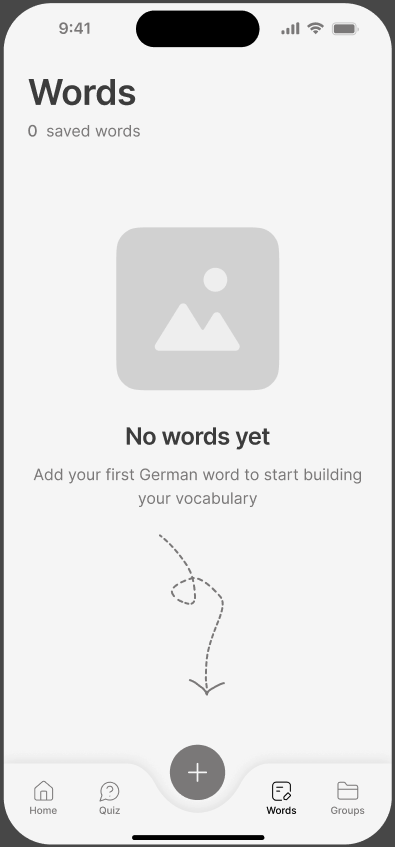 9:41
Words
0 saved words
No words yet
Add your first German word to start building
your vocabulary
Home
Quiz
Words
Groups